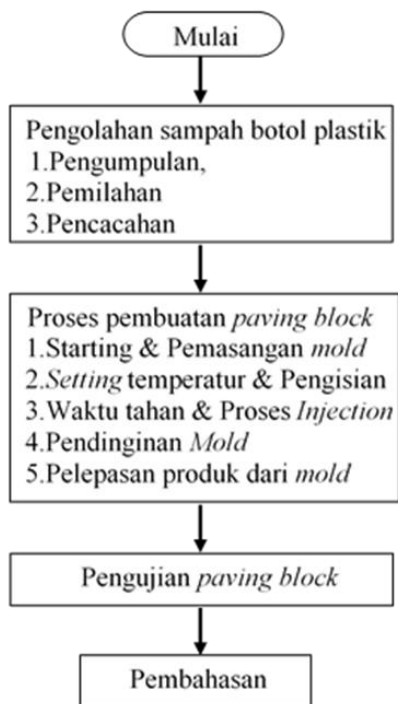 Mulai
Pengolahan sampah botol plastik
1.Pengumpulan,
2.Pemilahan
3.Pencacahan
Proses pembuatan paving block
1.Starting & Pemasangan mold
2.Setting temperatur & Pengisian
3.Waktu tahan & Proses Injection
4.Pendinginan Mold
5.Pelepasan produk dari mold
Pengujian paving block
Pembahasan